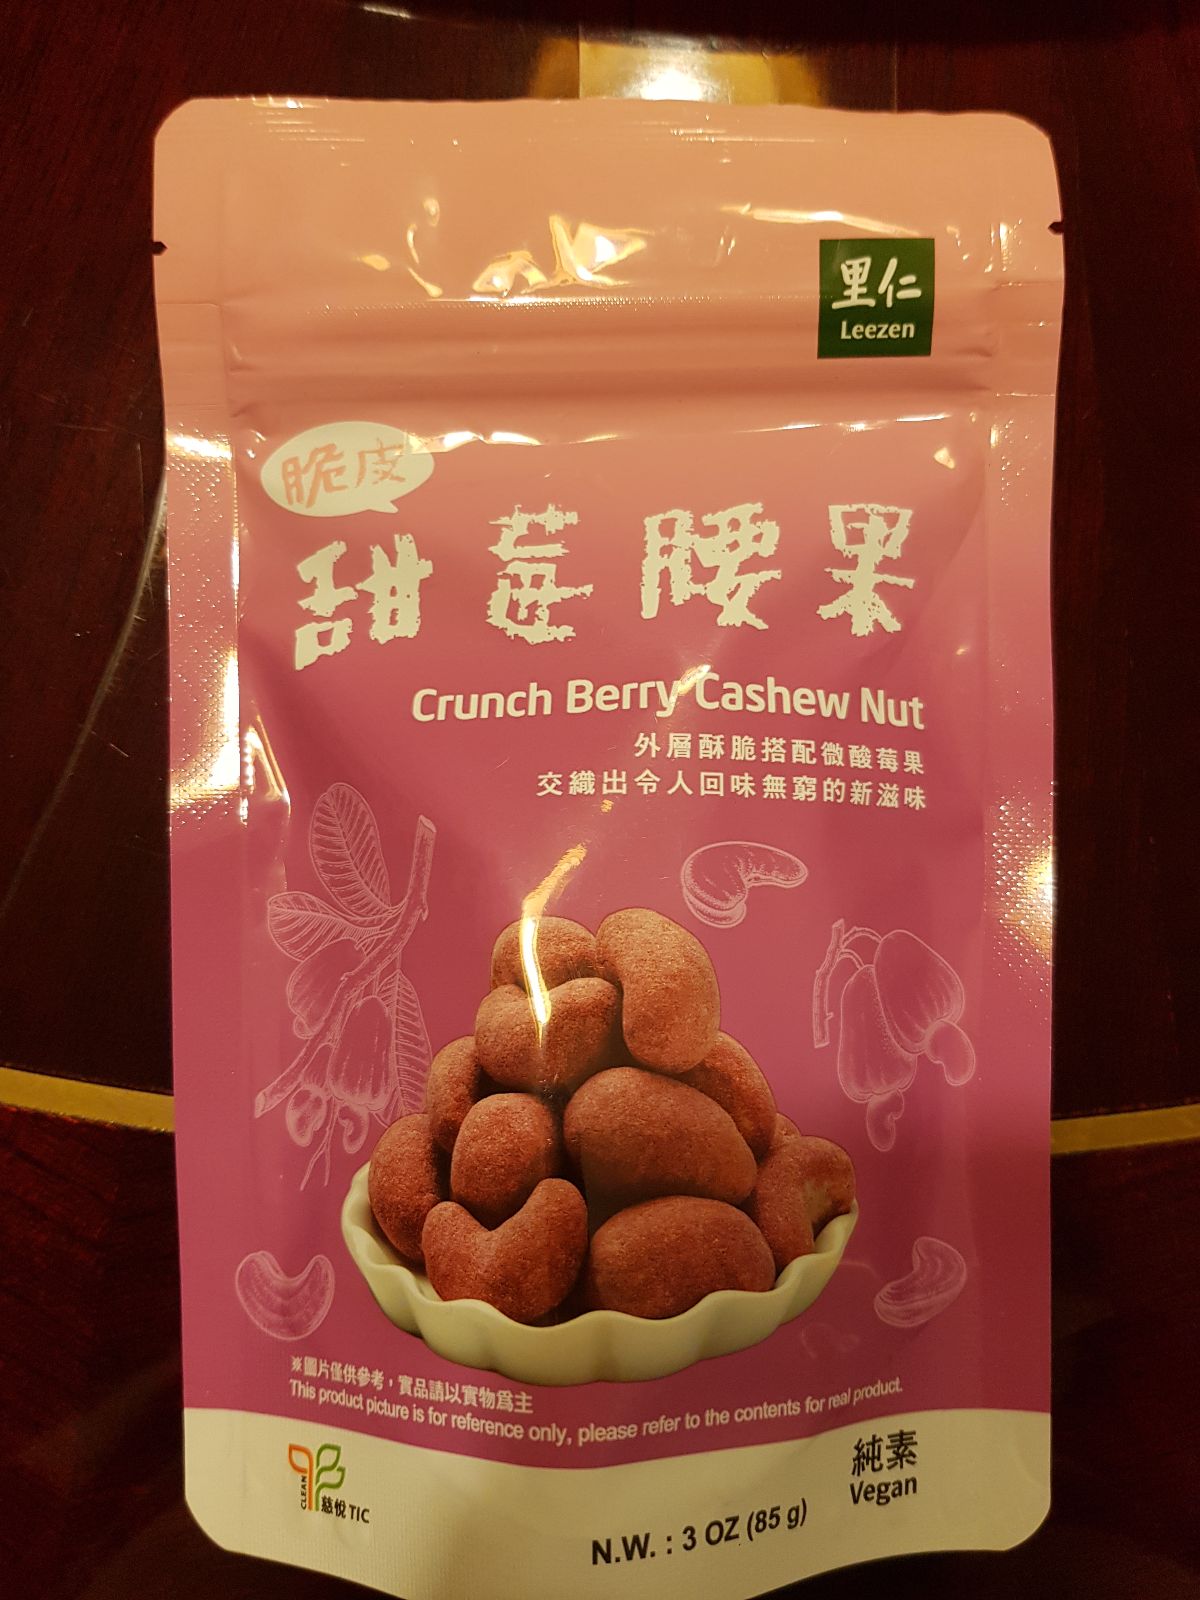 里仁
Leezen
脆皮
甜莓腰果
Crunch Berry Cashew Nut
外層酥脆搭配微酸莓果
交織出令人回味無窮的新滋味
※圖片僅供參考，實品請以實物為主
This product picture is for reference only, please refer to the contents for real product.
CLEAN
慈悅 TIC
純素
Vegan
N.W. : 3 OZ (85 g)